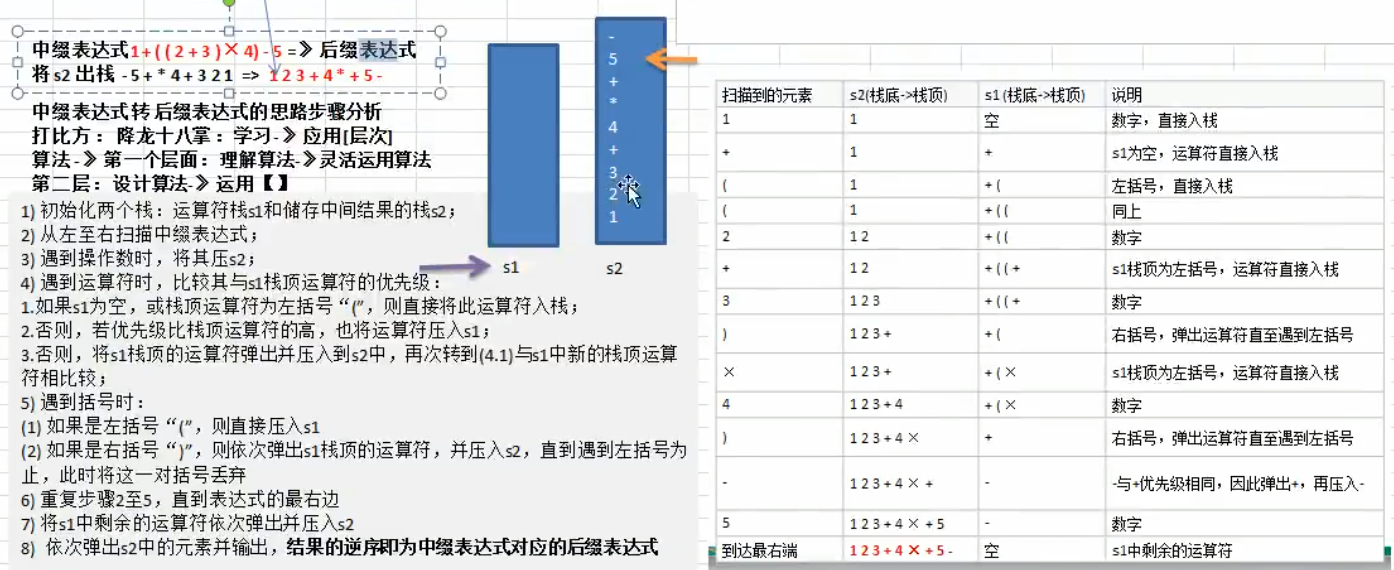 中缀表达式1+((2+3)×4)-5 =》后缀表达式
将s2出栈 -5+*4+321 => 123+4*+5-
中缀表达式转后缀表达式的思路步骤分析
打比方：降龙十八掌：学习-》应用[层次]
算法-》第一个层面：理解算法-》灵活运用算法
第二层：设计算法-》运用【】
1) 初始化两个栈：运算符栈s1和储存中间结果的栈s2；
2) 从左至右扫描中缀表达式；
3) 遇到操作数时，将其压s2；
4) 遇到运算符时，比较其与s1栈顶运算符的优先级：
1.如果s1为空，或栈顶运算符为左括号“(”，则直接将此运算符入栈；
2.否则，若优先级比栈顶运算符的高，也将运算符压入s1；
3.否则，将s1栈顶的运算符弹出并压入到s2中，再次转到(4.1)与s1中新的栈顶运算
符相比较；
5) 遇到括号时：
(1) 如果是左括号“(”，则直接压入s1
(2) 如果是右括号“)”，则依次弹出s1栈顶的运算符，并压入s2，直到遇到左括号为
止，此时将这一对括号丢弃
6) 重复步骤2至5，直到表达式的最右边
7) 将s1中剩余的运算符依次弹出并压入s2
8) 依次弹出s2中的元素并输出，结果的逆序即为中缀表达式对应的后缀表达式
-
5
+
*
4
+
3
2
1
s1
s2
扫描到的元素 s2(栈底->栈顶) s1 (栈底->栈顶) 说明
1 1 空 数字，直接入栈
+ 1 + s1为空，运算符直接入栈
( 1 + ( 左括号，直接入栈
( 1 + ( ( 同上
2 1 2 + ( ( 数字
+ 1 2 + ( ( + s1栈顶为左括号，运算符直接入栈
3 1 2 3 + ( ( + 数字
) 1 2 3 + + ( 右括号，弹出运算符直至遇到左括号
× 1 2 3 + + ( × s1栈顶为左括号，运算符直接入栈
4 1 2 3 + 4 + ( × 数字
) 1 2 3 + 4 × + 右括号，弹出运算符直至遇到左括号
- 1 2 3 + 4 × + - -与+优先级相同，因此弹出+，再压入-
5 1 2 3 + 4 × + 5 - 数字
到达最右端 1 2 3 + 4 × + 5 - 空 s1中剩余的运算符